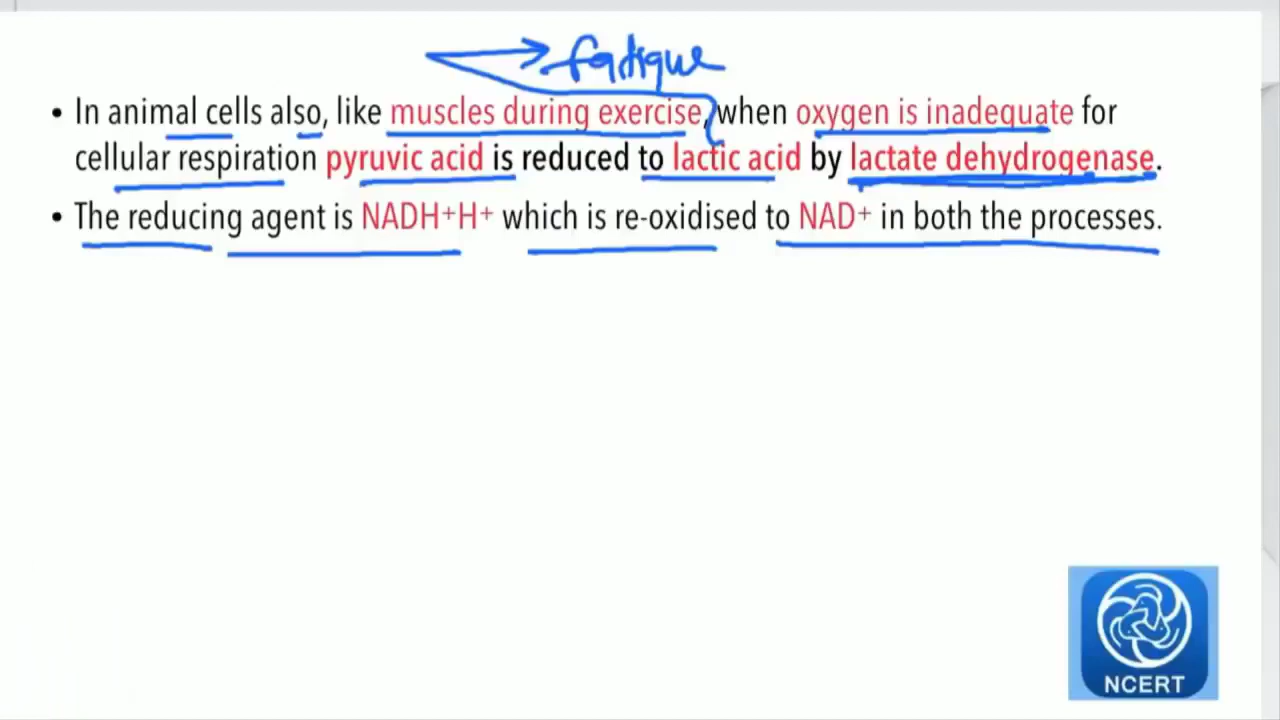 fatigue
• In animal cells also, like muscles during exercise, when oxygen is inadequate for
cellular respiration pyruvic acid is reduced to lactic acid by lactate dehydrogenase.
• The reducing agent is NADH⁺H⁺ which is re-oxidised to NAD⁺ in both the processes.
NCERT